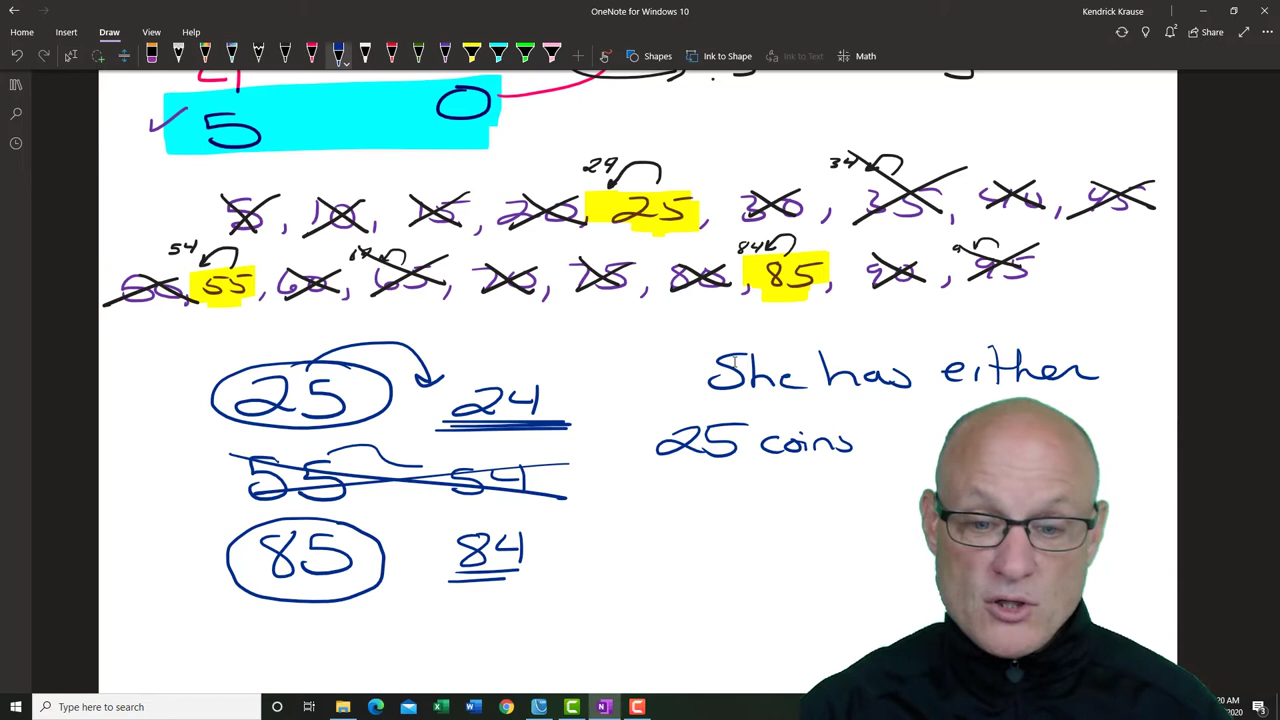 OneNote for Windows 10
Kendrick Krause
Home Insert Draw View Help
Share
Shapes Ink to Shape Ink to Text Math
5 0
29 34
5, 10, 15, 20, 25, 30, 35, 40, 45,
54 84
50, 55, 60, 65, 70, 75, 80, 85, 90, 95
25 24
She has either
25 coins
55 54
85 84
Type here to search